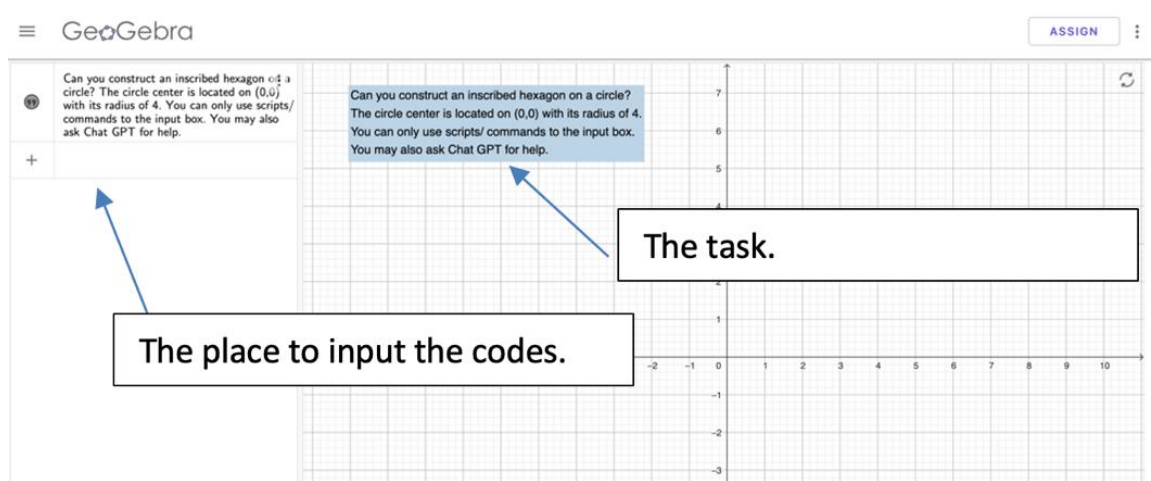 GeoGebra
ASSIGN
Can you construct an inscribed hexagon on a
circle? The circle center is located on (0,0)
with its radius of 4. You can only use scripts/
commands to the input box. You may also
ask Chat GPT for help.
+
Can you construct an inscribed hexagon on a circle?
The circle center is located on (0,0) with its radius of 4.
You can only use scripts/ commands to the input box.
You may also ask Chat GPT for help.
7
6
5
4
The task.
2
1
The place to input the codes.
-2 -1 0 1 2 3 4 5 6 7 8 9 10
-1
-2
-3